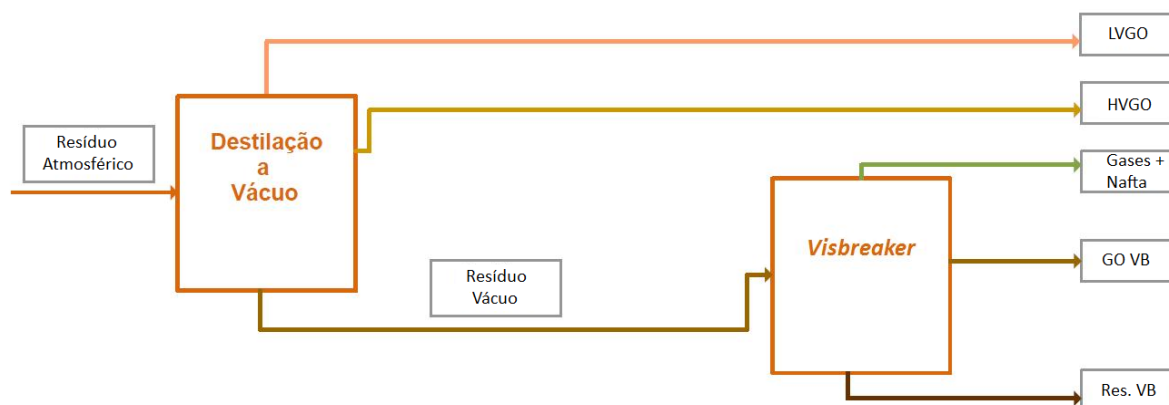 LVGO
HVGO
Resíduo
Atmosférico
Destilação
a
Vácuo
Gases +
Nafta
Visbreaker
GO VB
Resíduo
Vácuo
Res. VB